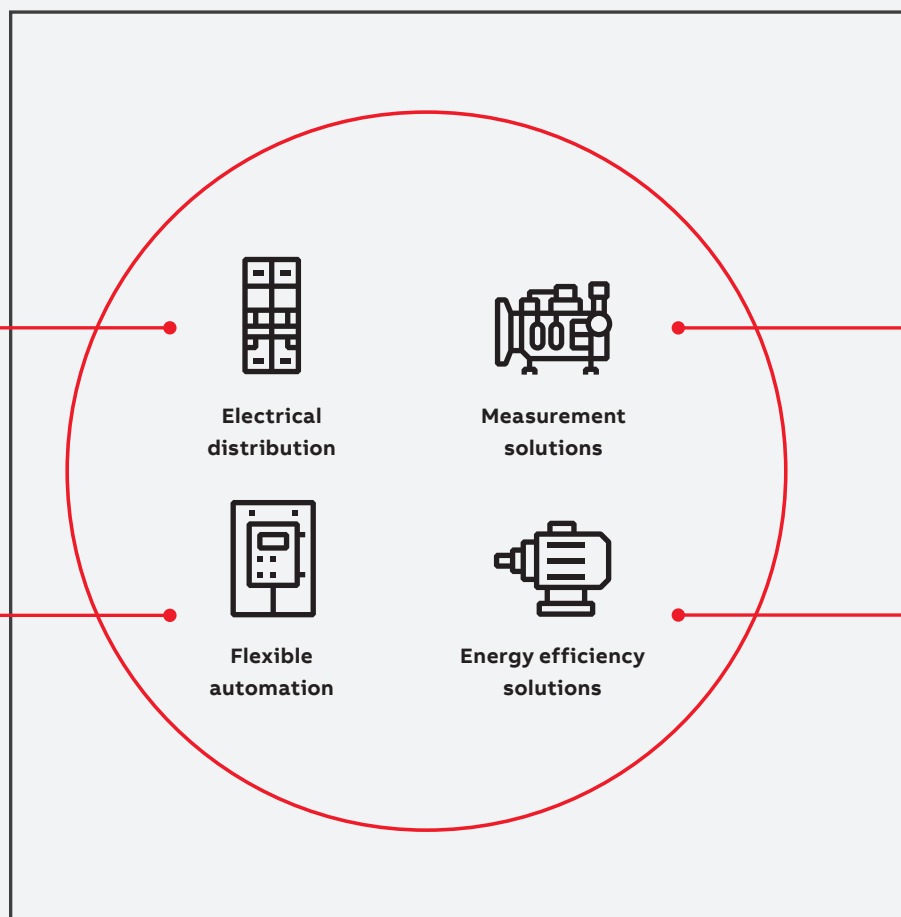 Electrical
distribution
Measurement
solutions
Flexible
automation
Energy efficiency
solutions